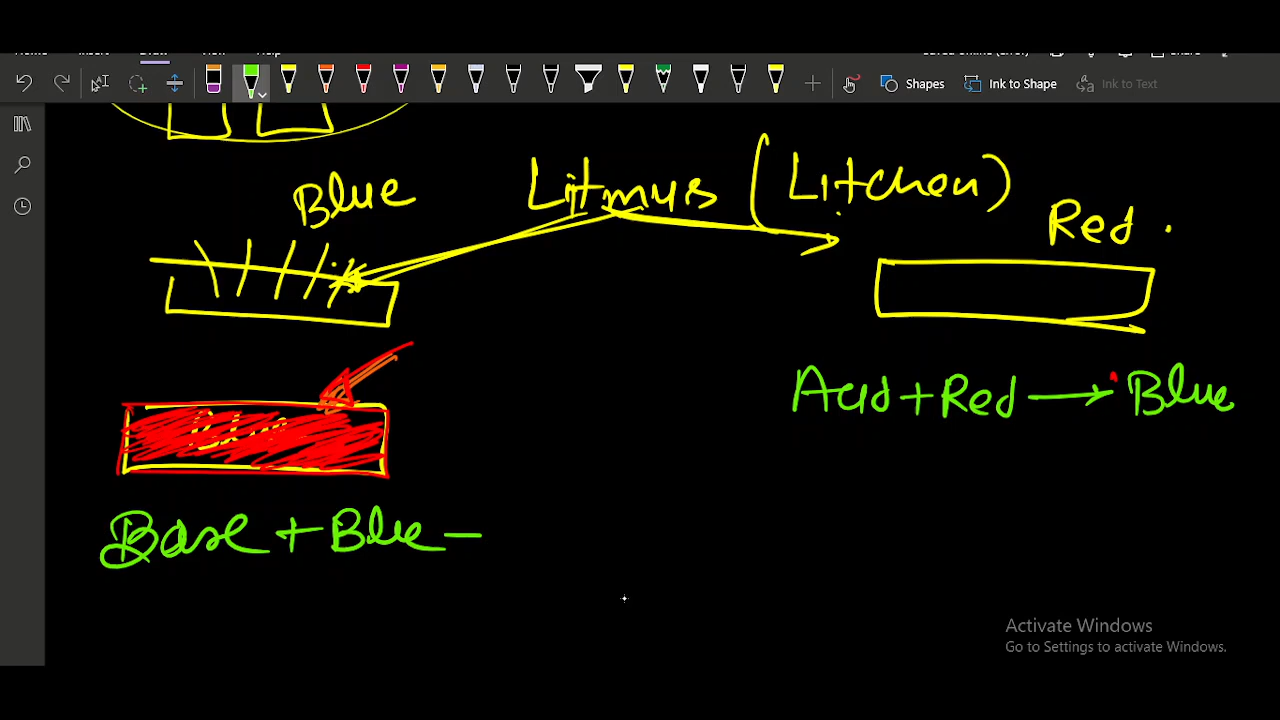 Shapes
Ink to Shape
Ink to Text
Litmus (Litchen)
Blue
Red .
Acid + Red → Blue
Base + Blue –
Activate Windows
Go to Settings to activate Windows.